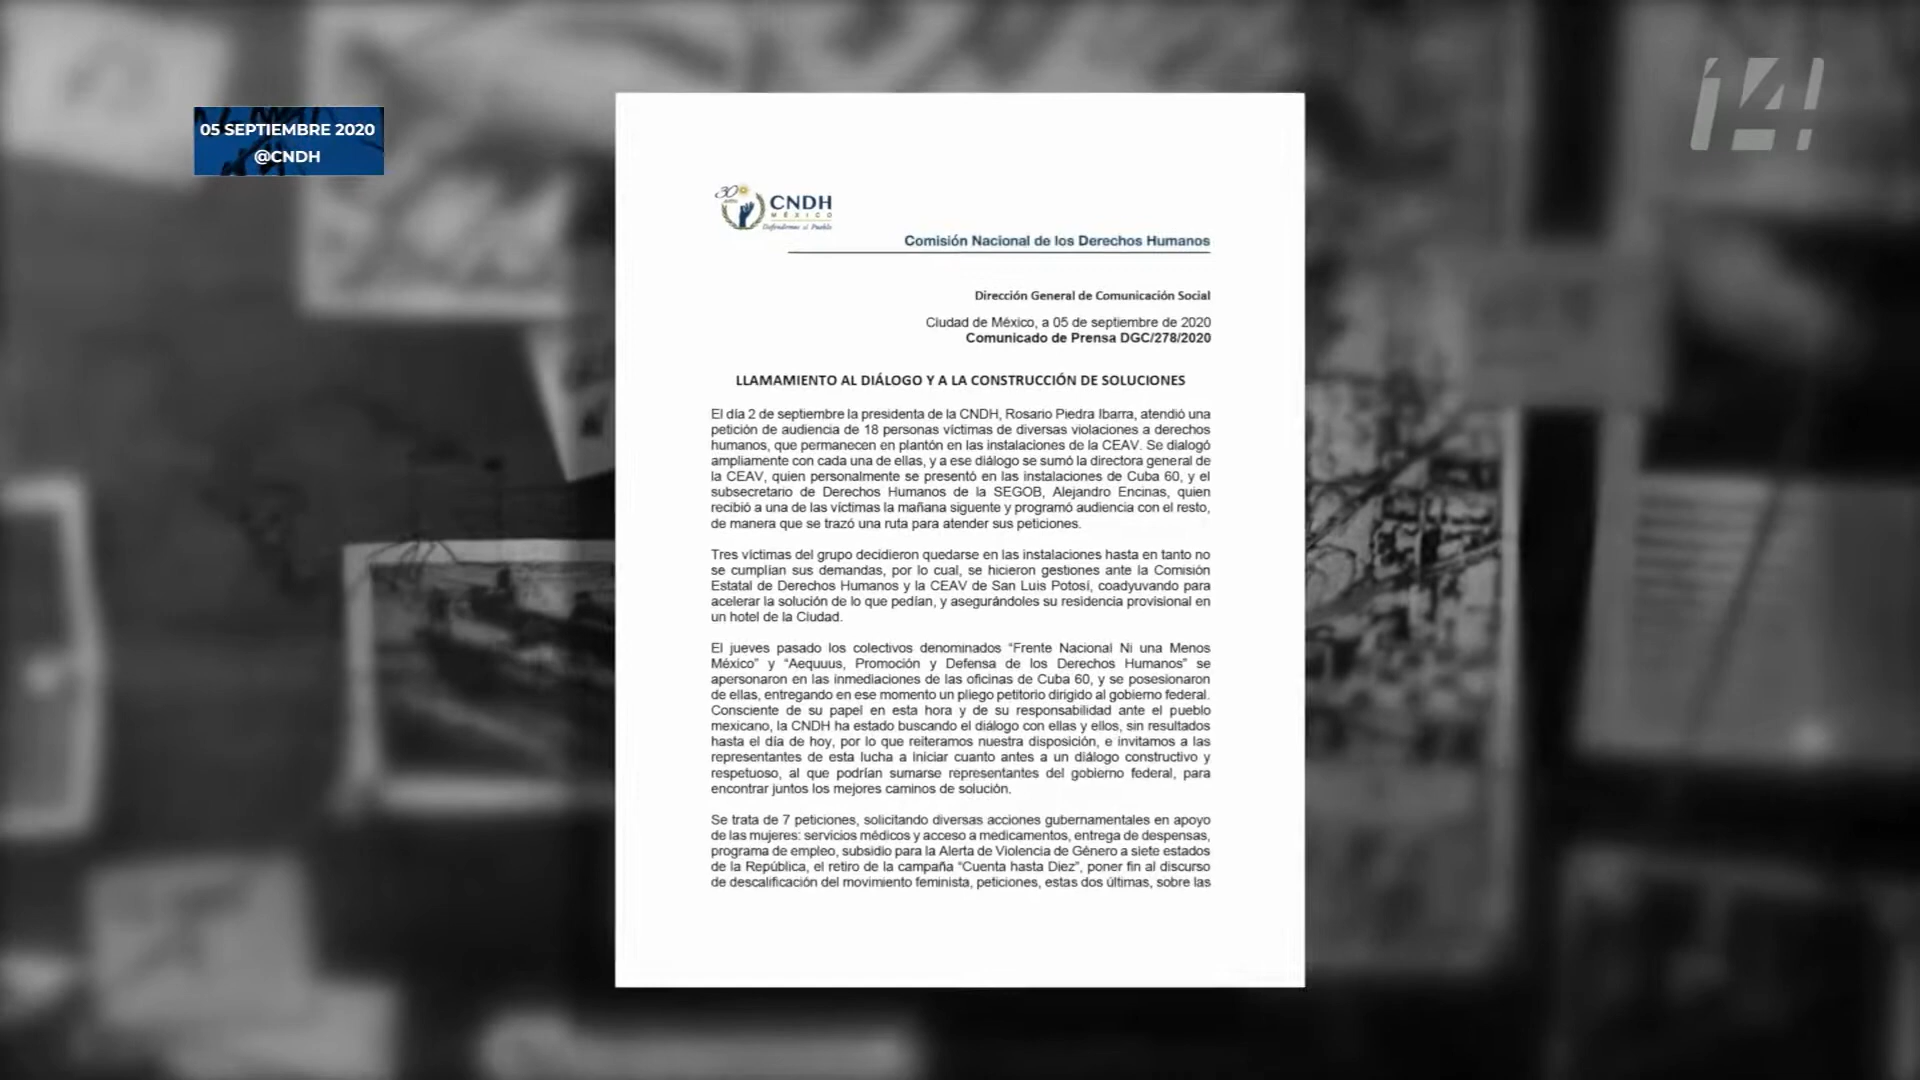 05 SEPTIEMBRE 2020
@CNDH
14
30
CNDH
MÉXICO
Defendemos al Pueblo
Comisión Nacional de los Derechos Humanos
Dirección General de Comunicación Social
Ciudad de México, a 05 de septiembre de 2020
Comunicado de Prensa DGC/278/2020
LLAMAMIENTO AL DIÁLOGO Y A LA CONSTRUCCIÓN DE SOLUCIONES
El día 2 de septiembre la presidenta de la CNDH, Rosario Piedra Ibarra, atendió una
petición de audiencia de 18 personas víctimas de diversas violaciones a derechos
humanos, que permanecen en plantón en las instalaciones de la CEAV. Se dialogó
ampliamente con cada una de ellas, y a ese diálogo se sumó la directora general de
la CEAV, quien personalmente se presentó en las instalaciones de Cuba 60, y el
subsecretario de Derechos Humanos de la SEGOB, Alejandro Encinas, quien
recibió a una de las víctimas la mañana siguente y programó audiencia con el resto,
de manera que se trazó una ruta para atender sus peticiones.
Tres víctimas del grupo decidieron quedarse en las instalaciones hasta en tanto no
se cumplían sus demandas, por lo cual, se hicieron gestiones ante la Comisión
Estatal de Derechos Humanos y la CEAV de San Luis Potosí, coadyuvando para
acelerar la solución de lo que pedían, y asegurándoles su residencia provisional en
un hotel de la Ciudad.
El jueves pasado los colectivos denominados “Frente Nacional Ni una Menos
México” y “Aequuus, Promoción y Defensa de los Derechos Humanos” se
apersonaron en las inmediaciones de las oficinas de Cuba 60, y se posesionaron
de ellas, entregando en ese momento un pliego petitorio dirigido al gobierno federal.
Consciente de su papel en esta hora y de su responsabilidad ante el pueblo
mexicano, la CNDH ha estado buscando el diálogo con ellas y ellos, sin resultados
hasta el día de hoy, por lo que reiteramos nuestra disposición, e invitamos a las
representantes de esta lucha a iniciar cuanto antes a un diálogo constructivo y
respetuoso, al que podrían sumarse representantes del gobierno federal, para
encontrar juntos los mejores caminos de solución.
Se trata de 7 peticiones, solicitando diversas acciones gubernamentales en apoyo
de las mujeres: servicios médicos y acceso a medicamentos, entrega de despensas,
programa de empleo, subsidio para la Alerta de Violencia de Género a siete estados
de la República, el retiro de la campaña “Cuenta hasta Diez”, poner fin al discurso
de descalificación del movimiento feminista, peticiones, estas dos últimas, sobre las